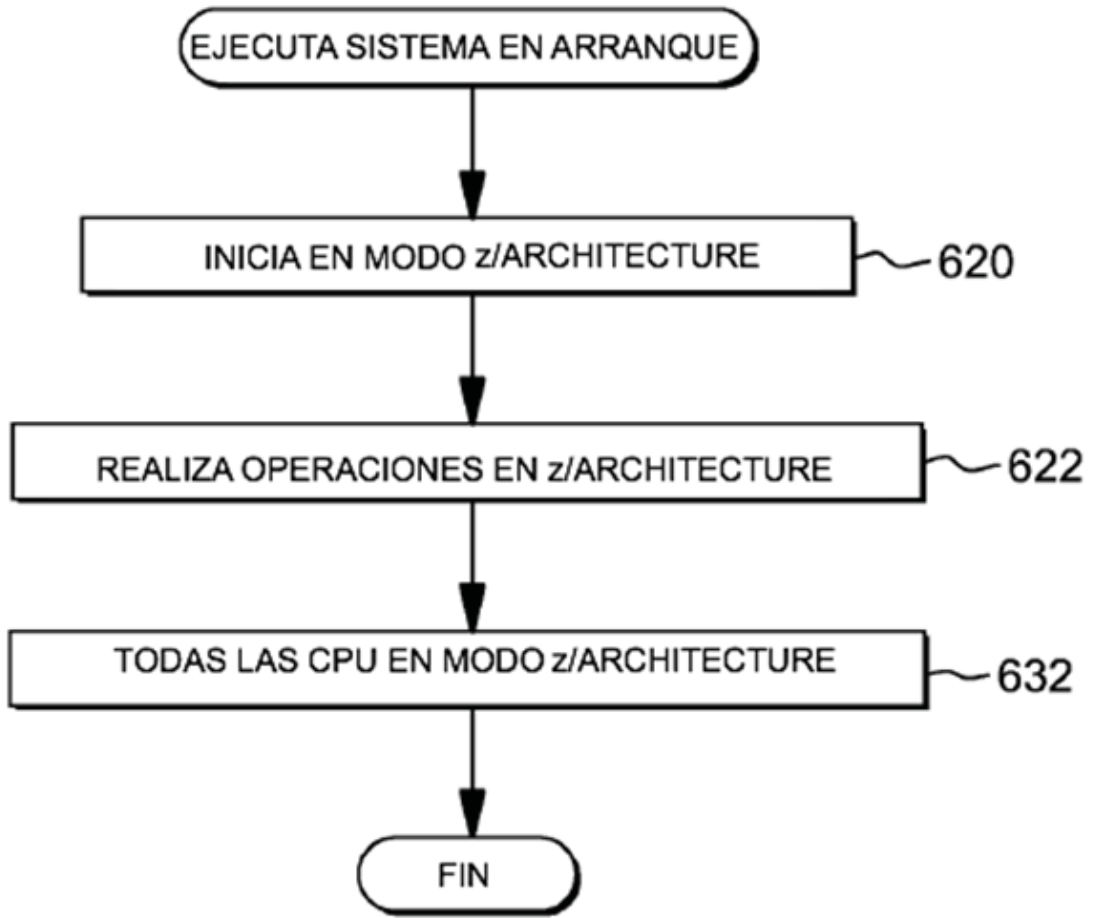 EJECUTA SISTEMA EN ARRANQUE
INICIA EN MODO z/ARCHITECTURE
620
REALIZA OPERACIONES EN z/ARCHITECTURE
622
TODAS LAS CPU EN MODO z/ARCHITECTURE
632
FIN